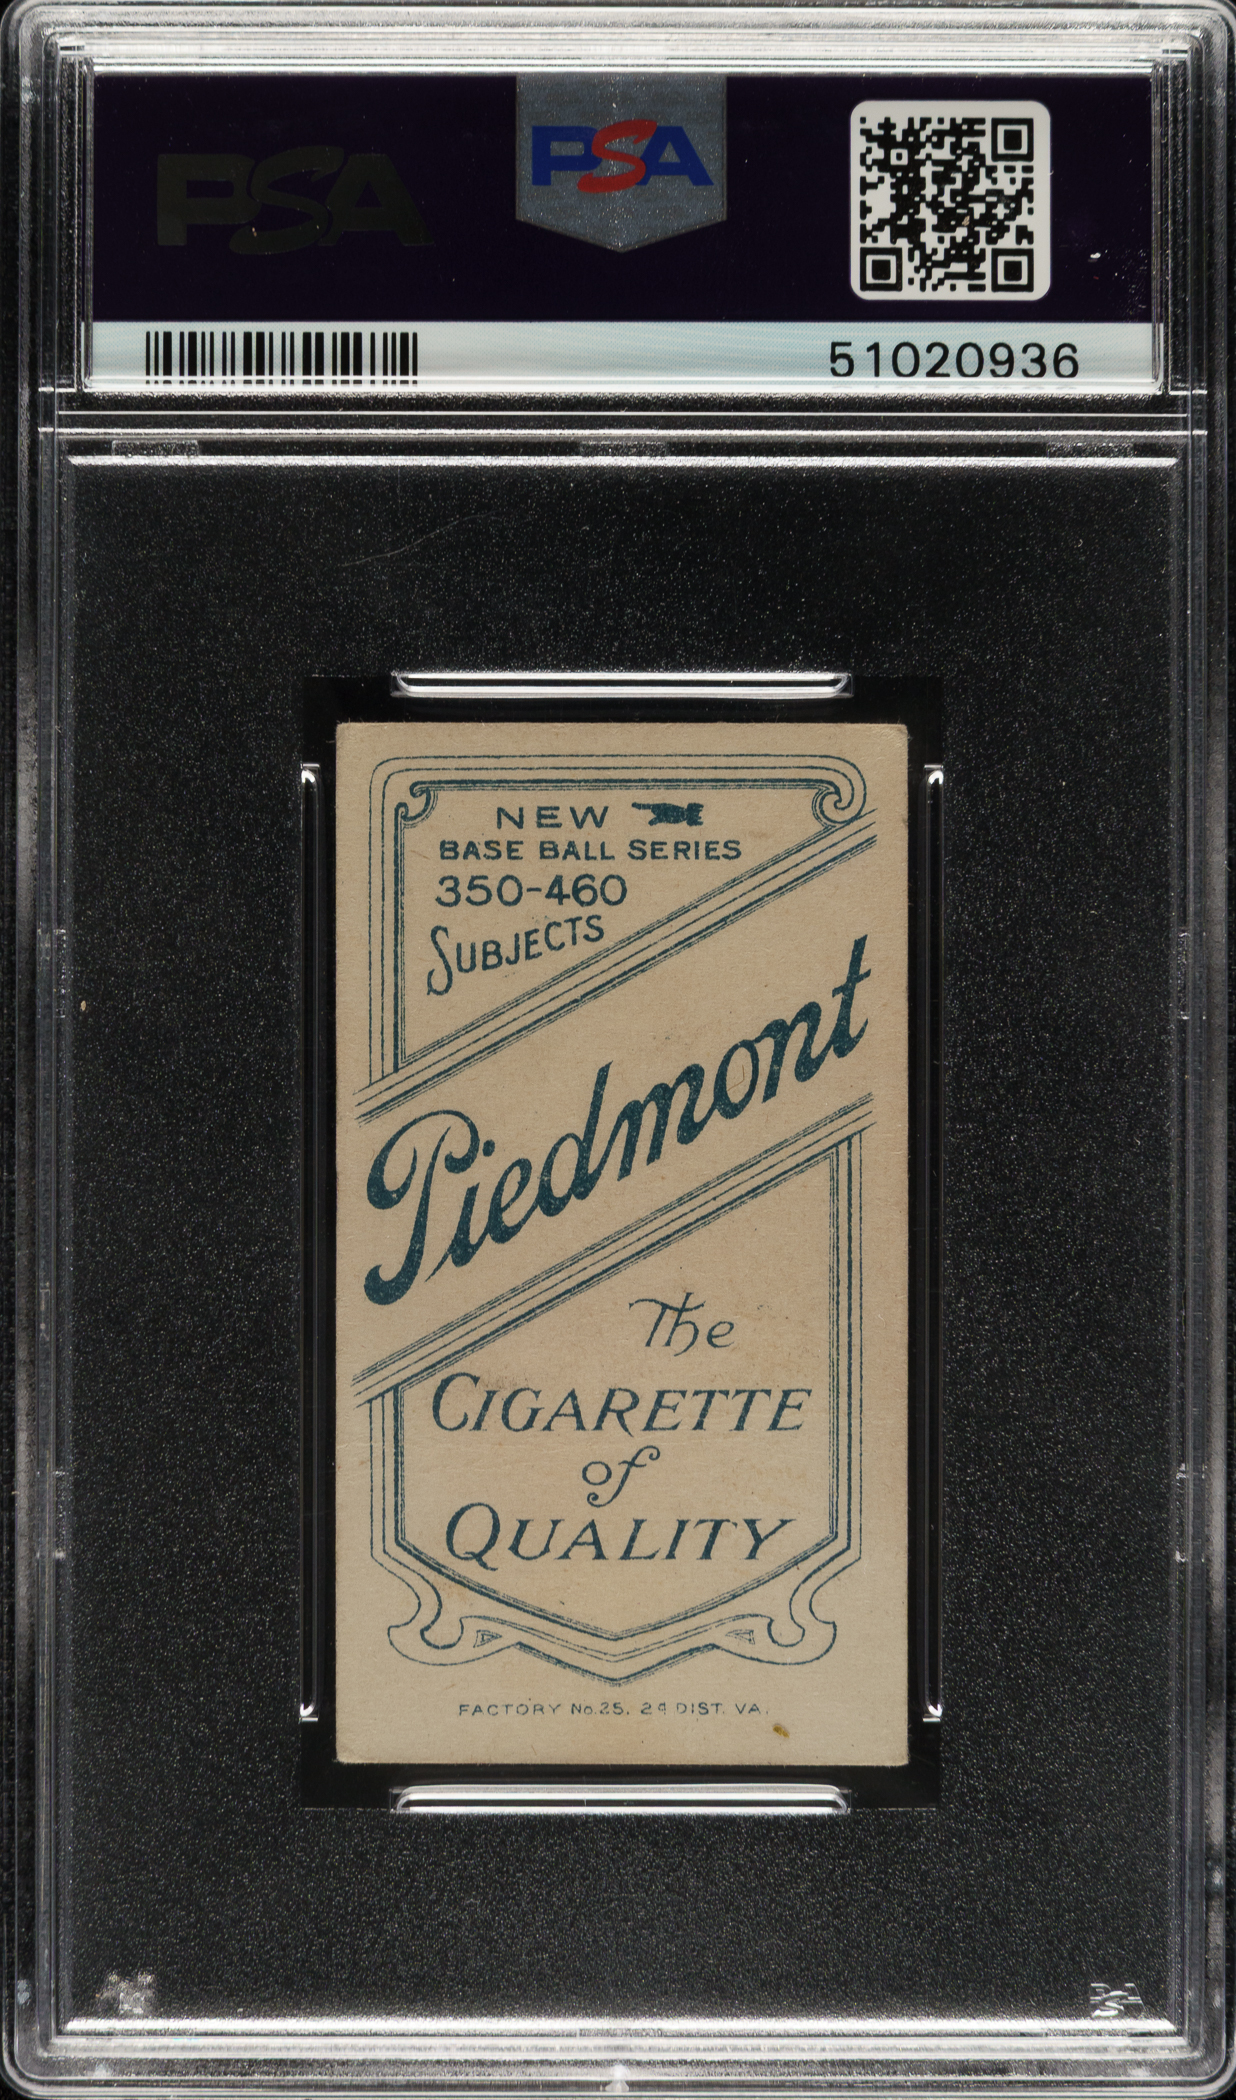 PSA
PSA
51020936
NEW
BASE BALL SERIES
350-460
SUBJECTS
Piedmont
The
CIGARETTE
of
QUALITY
FACTORY No. 25. 2d DIST. VA.
PSA